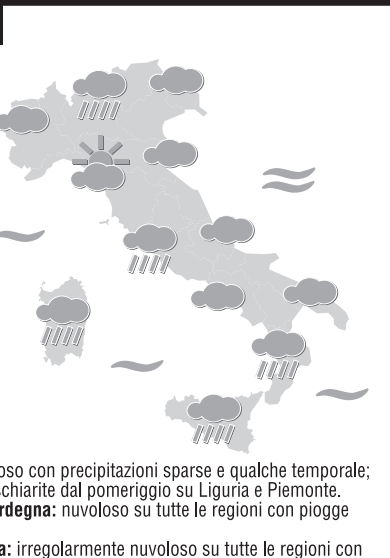 oso con precipitazioni sparse e qualche temporale;
schiarite dal pomeriggio su Liguria e Piemonte.
rdegna: nuvoloso su tutte le regioni con piogge
a: irregolarmente nuvoloso su tutte le regioni con